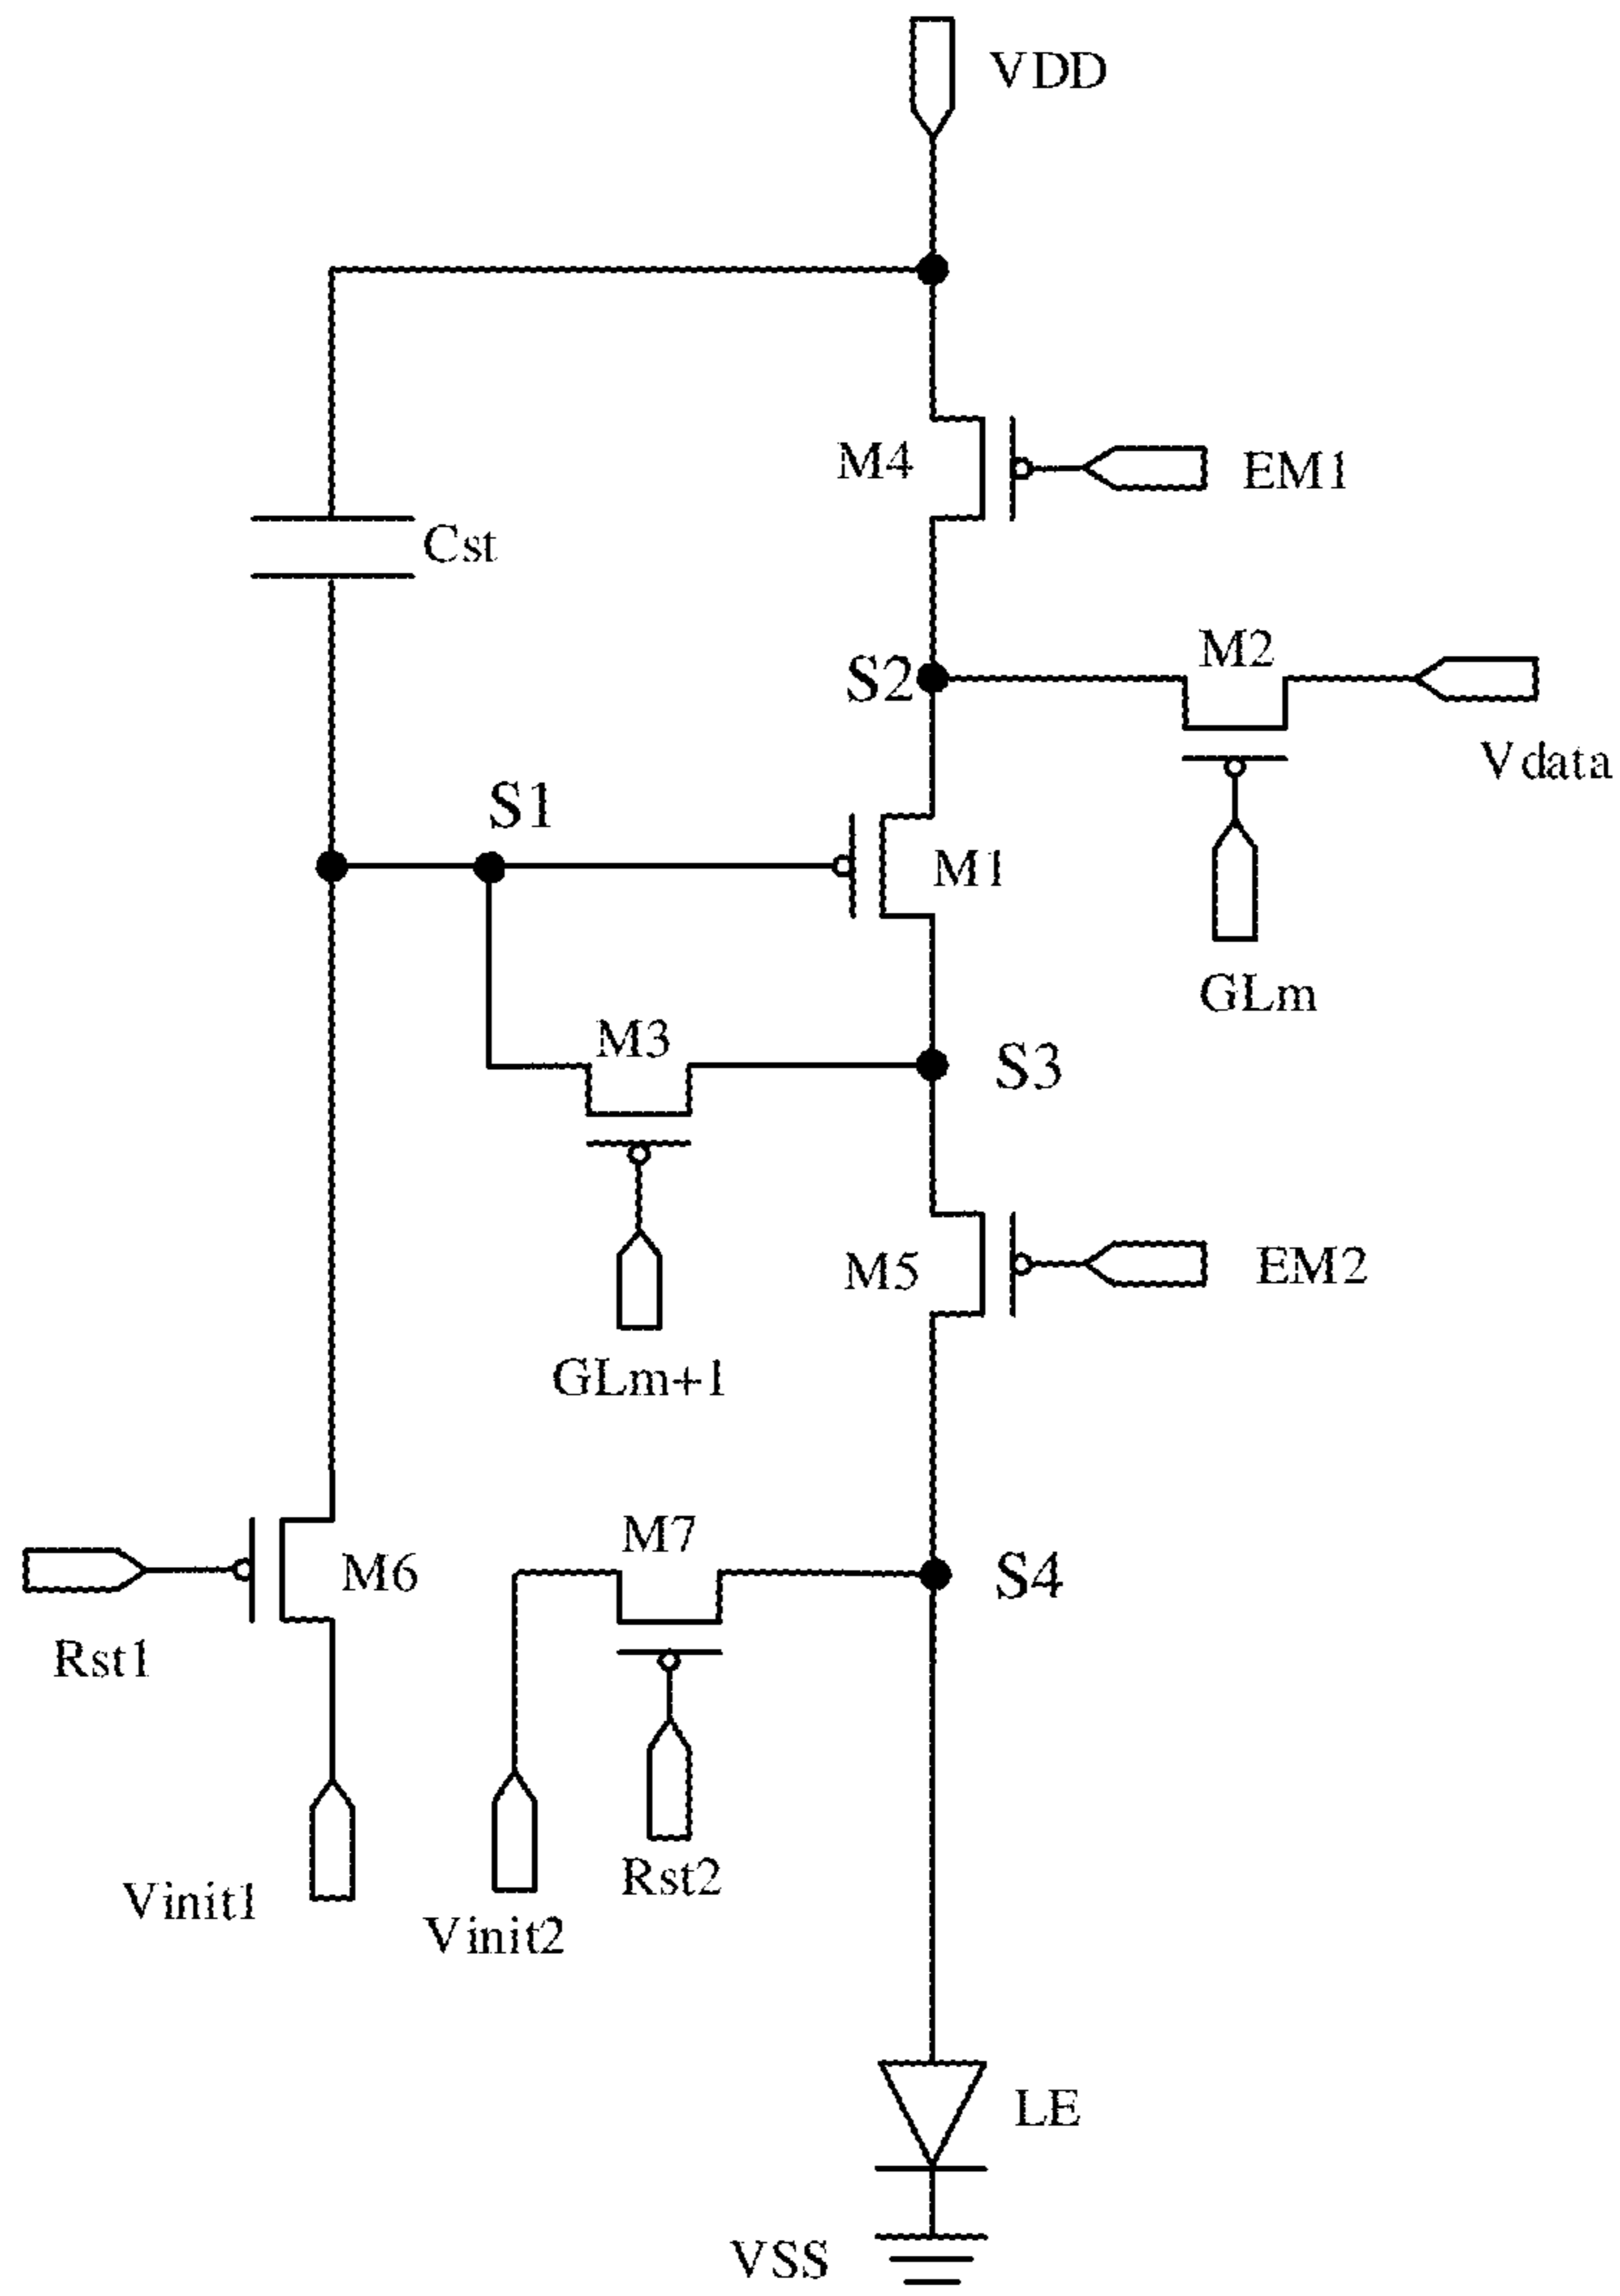 VDD
M4
EM1
Cst
M2
S2
Vdata
S1
M1
GLm
M3
S3
M5
EM2
GLm+1
M7
M6
S4
Rst1
Rst2
Vinit1
Vinit2
LE
VSS